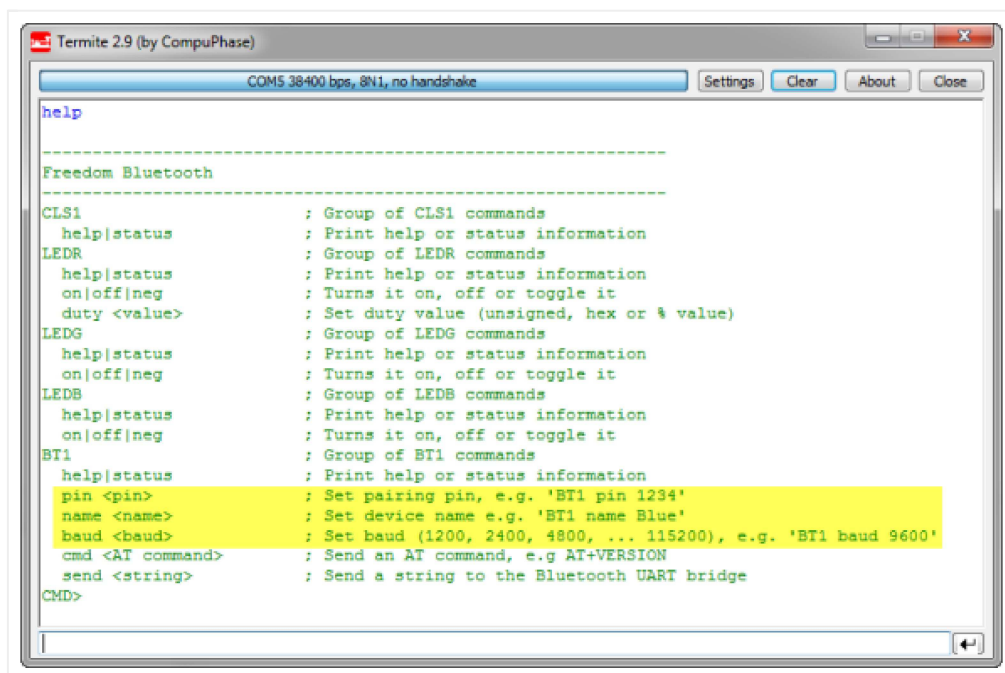 Termite 2.9 (by CompuPhase)
COM5 38400 bps, 8N1, no handshake Settings Clear About Close
help
--------------------------------------------------------------
Freedom Bluetooth
--------------------------------------------------------------
CLS1 ; Group of CLS1 commands
help|status ; Print help or status information
LEDR ; Group of LEDR commands
help|status ; Print help or status information
on|off|neg ; Turns it on, off or toggle it
duty <value> ; Set duty value (unsigned, hex or % value)
LEDG ; Group of LEDG commands
help|status ; Print help or status information
on|off|neg ; Turns it on, off or toggle it
LEDB ; Group of LEDB commands
help|status ; Print help or status information
on|off|neg ; Turns it on, off or toggle it
BT1 ; Group of BT1 commands
help|status ; Print help or status information
pin <pin> ; Set pairing pin, e.g. 'BT1 pin 1234'
name <name> ; Set device name e.g. 'BT1 name Blue'
baud <baud> ; Set baud (1200, 2400, 4800, ... 115200), e.g. 'BT1 baud 9600'
cmd <AT command> ; Send an AT command, e.g AT+VERSION
send <string> ; Send a string to the Bluetooth UART bridge
CMD>